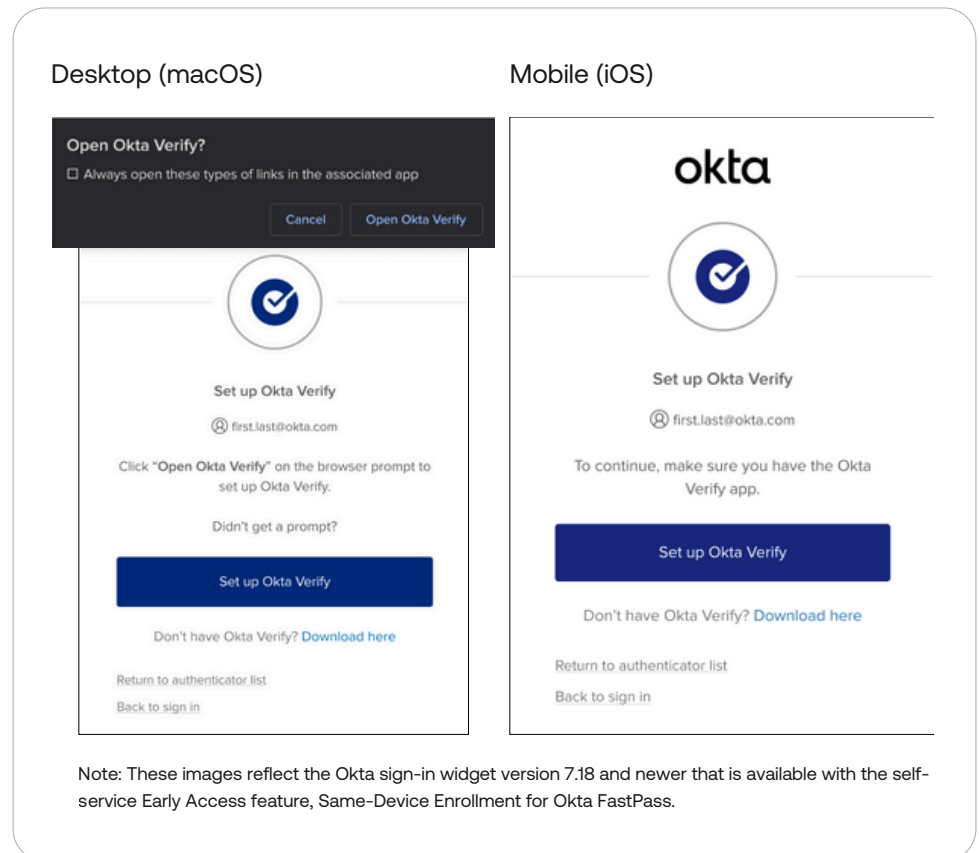 Desktop (macOS)
Open Okta Verify?
Always open these types of links in the associated app
Cancel
Open Okta Verify
Set up Okta Verify
first.last@okta.com
Click "Open Okta Verify" on the browser prompt to
set up Okta Verify.
Didn't get a prompt?
Set up Okta Verify
Don't have Okta Verify? Download here
Return to authenticator list
Back to sign in
Mobile (iOS)
okta
Set up Okta Verify
first.last@okta.com
To continue, make sure you have the Okta
Verify app.
Set up Okta Verify
Don't have Okta Verify? Download here
Return to authenticator list
Back to sign in
Note: These images reflect the Okta sign-in widget version 7.18 and newer that is available with the self-
service Early Access feature, Same-Device Enrollment for Okta FastPass.